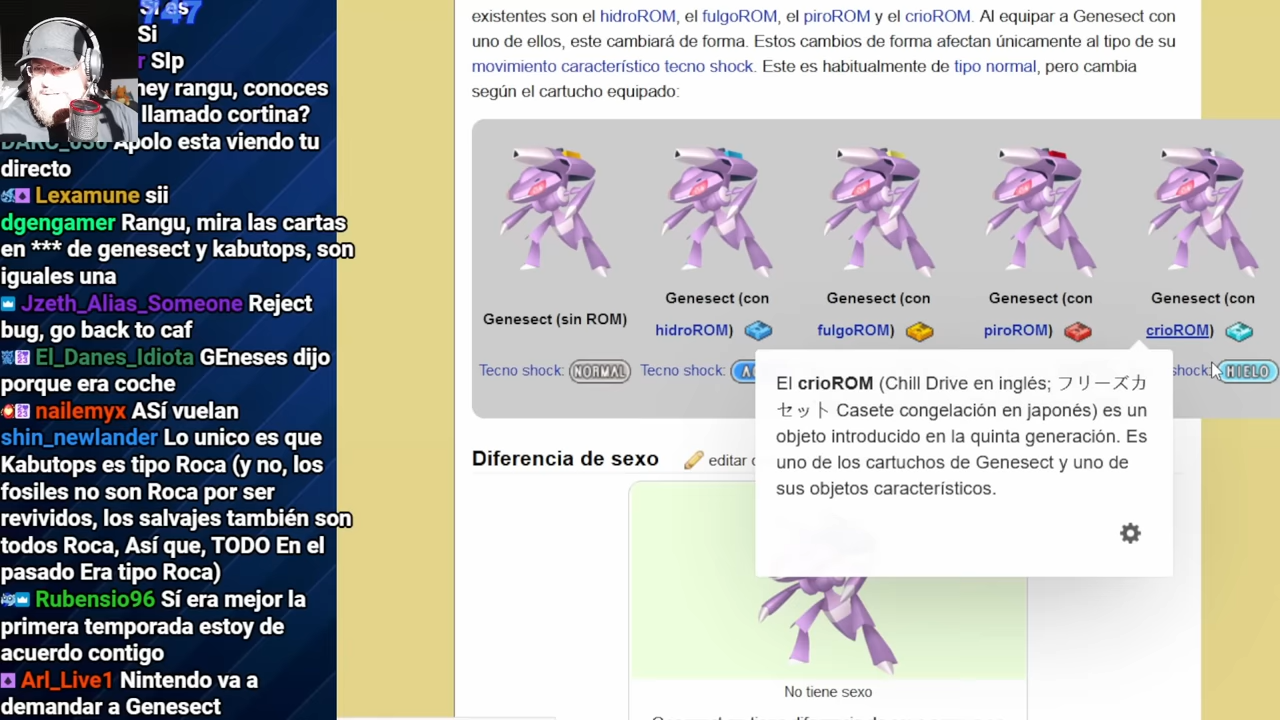 747
Si es
Si
r SIp
hey rangu, conoces
llamado cortina?
DARC_030 Apolo esta viendo tu
directo
Lexamune sii
dgengamer Rangu, mira las cartas
en *** de genesect y kabutops, son
iguales una
Jzeth_Alias_Someone Reject
bug, go back to caf
El_Danes_Idiota GEneses dijo
porque era coche
nailemyx ASí vuelan
shin_newlander Lo unico es que
Kabutops es tipo Roca (y no, los
fosiles no son Roca por ser
revividos, los salvajes también son
todos Roca, Así que, TODO En el
pasado Era tipo Roca)
Rubensio96 Sí era mejor la
primera temporada estoy de
acuerdo contigo
Arl_Live1 Nintendo va a
demandar a Genesect
existentes son el hidroROM, el fulgoROM, el piroROM y el crioROM. Al equipar a Genesect con
uno de ellos, este cambiará de forma. Estos cambios de forma afectan únicamente al tipo de su
movimiento característico tecno shock. Este es habitualmente de tipo normal, pero cambia
según el cartucho equipado:
Genesect (sin ROM)
Genesect (con
hidroROM)
Genesect (con
fulgoROM)
Genesect (con
piroROM)
Genesect (con
crioROM)
Tecno shock: NORMAL
Tecno shock: A
shock: HIELO
El crioROM (Chill Drive en inglés; フリーズカ
セット Casete congelación en japonés) es un
objeto introducido en la quinta generación. Es
uno de los cartuchos de Genesect y uno de
sus objetos característicos.
Diferencia de sexo
editar
No tiene sexo